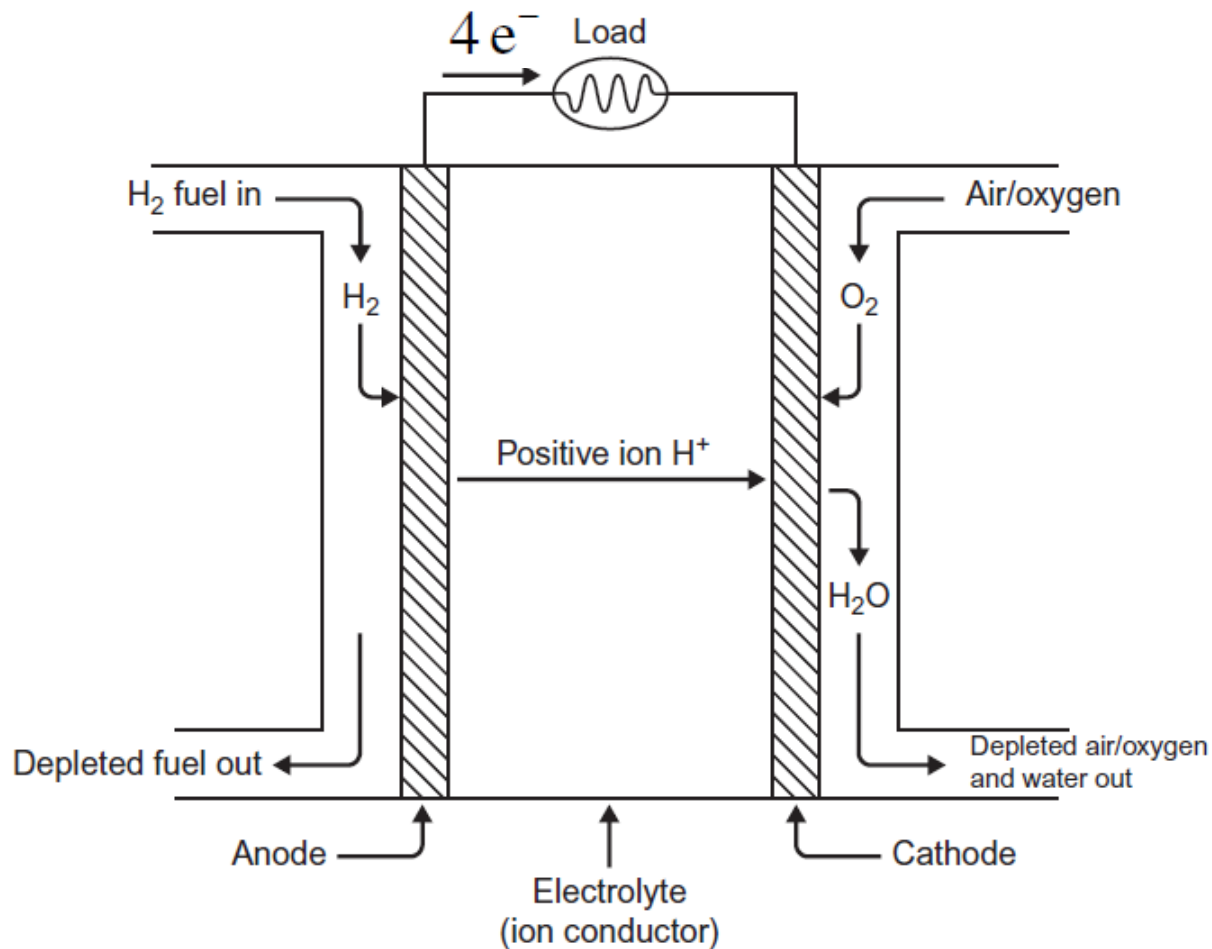 4 e⁻
Load
H₂ fuel in
Air/oxygen
H₂
O₂
Positive ion H⁺
H₂O
Depleted fuel out
Depleted air/oxygen
and water out
Anode
Cathode
Electrolyte
(ion conductor)